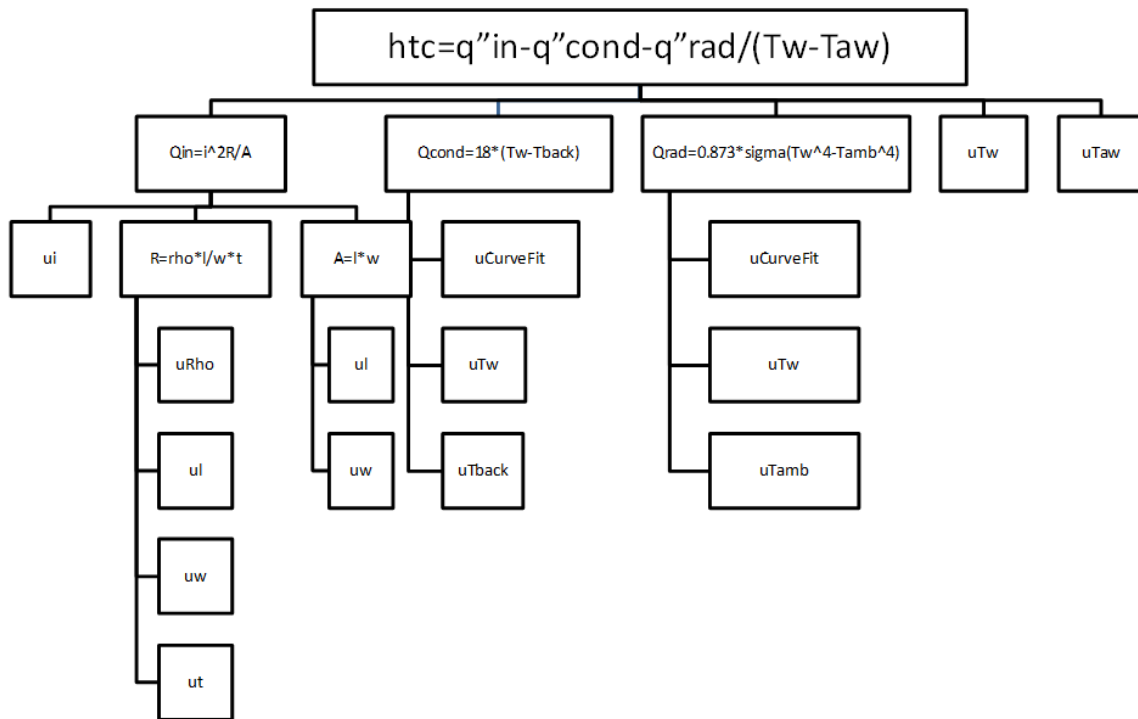 htc=q”in-q”cond-q”rad/(Tw-Taw)
Qin=i^2R/A
Qcond=18*(Tw-Tback)
Qrad=0.873*sigma(Tw^4-Tamb^4)
uTw
uTaw
ui
R=rho*l/w*t
A=l*w
uCurveFit
uCurveFit
uRho
ul
uTw
uTw
ul
uw
uTback
uTamb
uw
ut